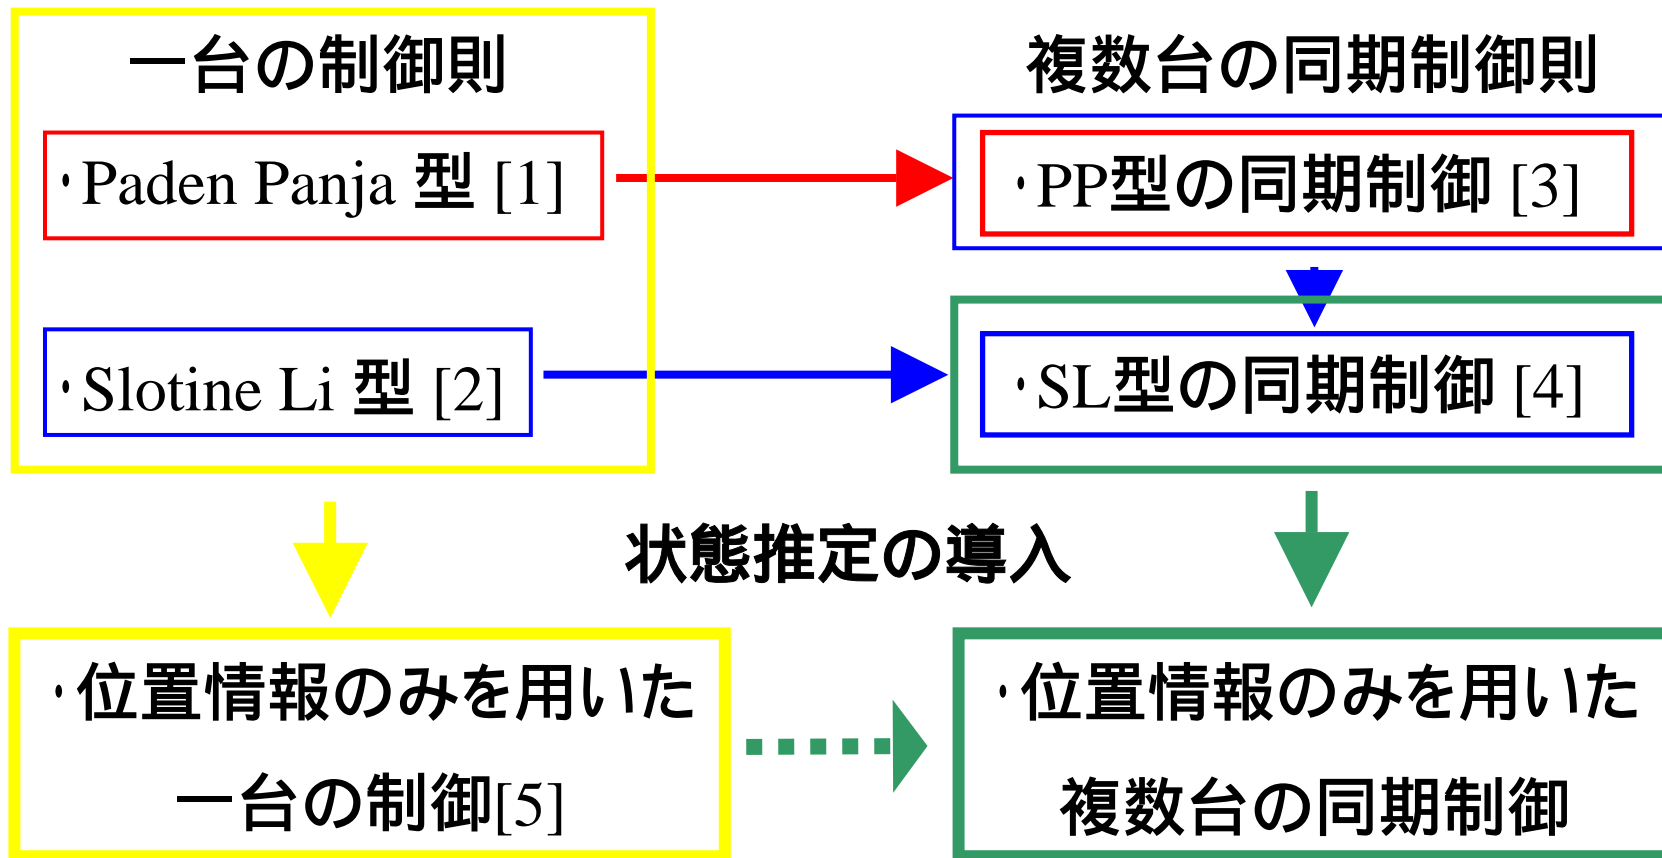 一台の制御則
複数台の同期制御則
・Paden Panja 型 [1]
・PP型の同期制御 [3]
・Slotine Li 型 [2]
・SL型の同期制御 [4]
状態推定の導入
・位置情報のみを用いた
一台の制御[5]
・位置情報のみを用いた
複数台の同期制御